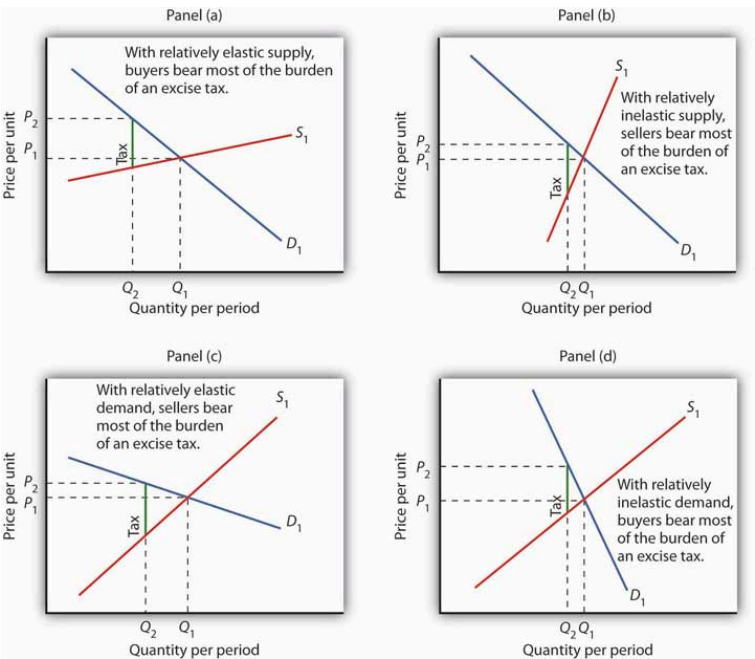 Panel (a)
With relatively elastic supply,
buyers bear most of the burden
of an excise tax.
Price per unit
P2
P1
Tax
S1
D1
Q2 Q1
Quantity per period
Panel (b)
With relatively
inelastic supply,
sellers bear most
of the burden of
an excise tax.
Price per unit
P2
P1
Tax
S1
D1
Q2 Q1
Quantity per period
Panel (c)
With relatively elastic
demand, sellers bear
most of the burden
of an excise tax.
Price per unit
P2
P1
Tax
S1
D1
Q2 Q1
Quantity per period
Panel (d)
With relatively
inelastic demand,
buyers bear most
of the burden of
an excise tax.
Price per unit
P2
P1
Tax
S1
D1
Q2 Q1
Quantity per period